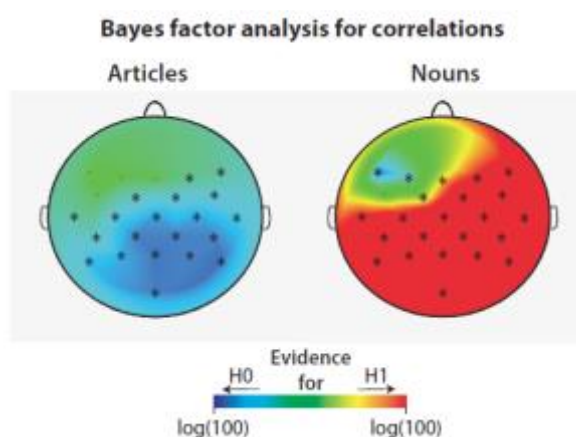 Bayes factor analysis for correlations
Articles Nouns
Evidence
H0 for H1
log(100) log(100)